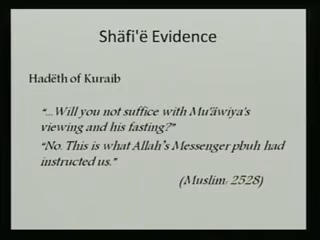 Shäfi'ë Evidence
Hadëth of Kuraib
"...Will you not suffice with Mu'äwiya's
viewing and his fasting?"
"No. This is what Allah's Messenger pbuh had
instructed us."
(Muslim: 2528)